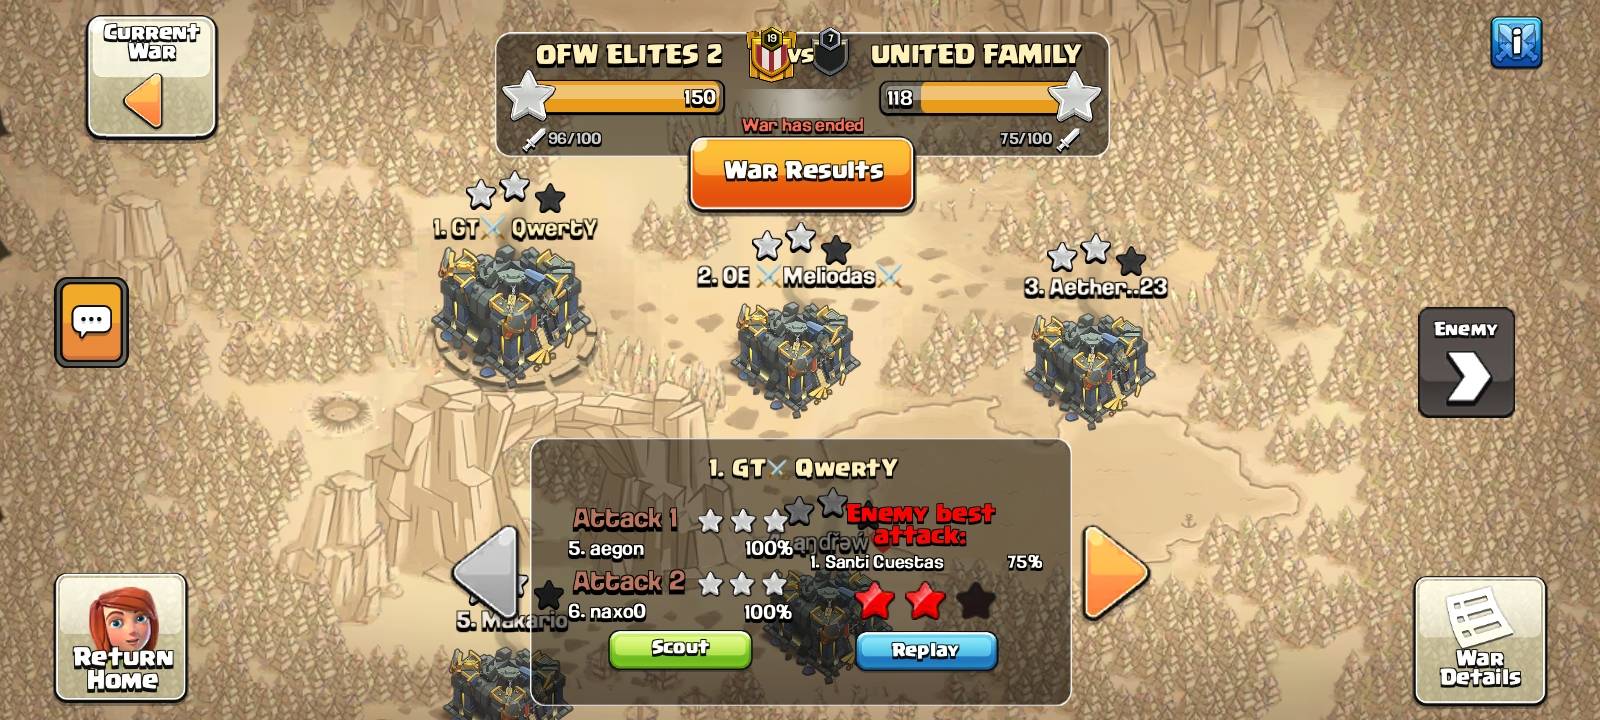 Current
War
OFW ELITES 2
19
VS
7
UNITED FAMILY
150
118
96/100
War has ended
75/100
War Results
1. GT⚔ QwertY
2. OE ⚔Meliodas⚔
3. Aether..23
Enemy
1. GT⚔ QwertY
Attack 1
5. aegon
100%
Enemy best
attack:
1. Santi Cuestas
75%
Attack 2
6. naxo0
100%
5. Makario
Scout
Replay
Return
Home
War
Details